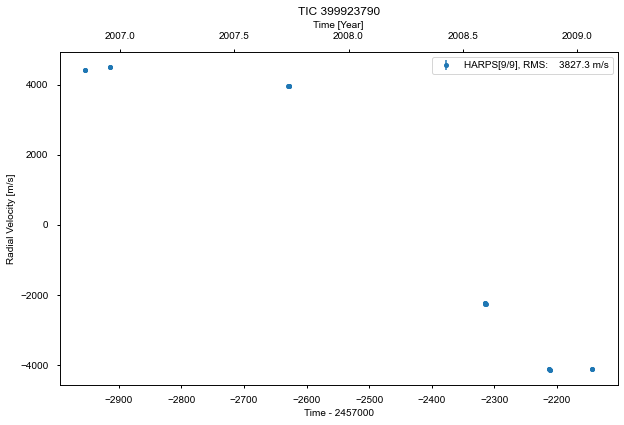 TIC 399923790
Time [Year]
2007.0 2007.5 2008.0 2008.5 2009.0
HARPS[9/9], RMS: 3827.3 m/s
4000
2000
0
−2000
−4000
Radial Velocity [m/s]
−2900 −2800 −2700 −2600 −2500 −2400 −2300 −2200
Time - 2457000